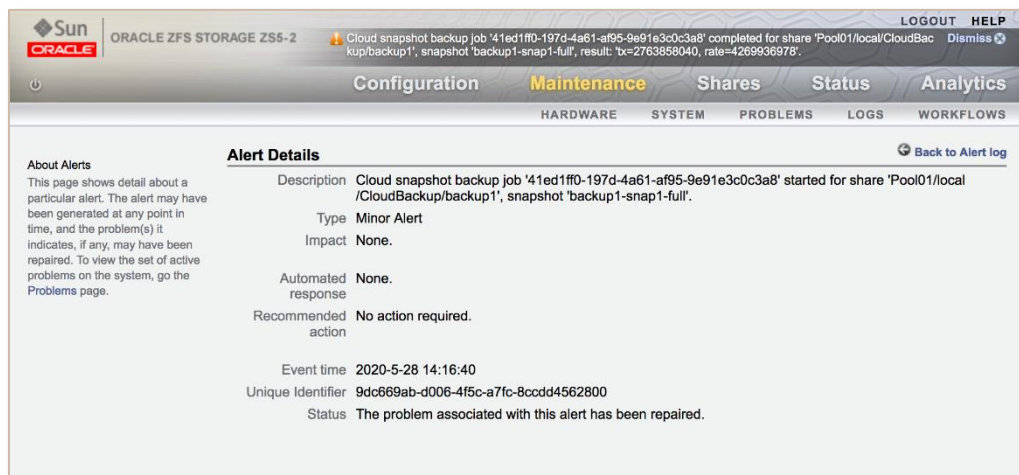 LOGOUT HELP
Sun
ORACLE
ORACLE ZFS STORAGE ZS5-2
Cloud snapshot backup job '41ed1ff0-197d-4a61-af95-9e91e3c0c3a8' completed for share 'Pool01/local/CloudBac
kup/backup1', snapshot 'backup1-snap1-full', result: 'tx=2763858040, rate=4269936978'.
Dismiss
Configuration Maintenance Shares Status Analytics
HARDWARE SYSTEM PROBLEMS LOGS WORKFLOWS
About Alerts
This page shows detail about a
particular alert. The alert may have
been generated at any point in
time, and the problem(s) it
indicates, if any, may have been
repaired. To view the set of active
problems on the system, go the
Problems page.
Alert Details
Back to Alert log
Description Cloud snapshot backup job '41ed1ff0-197d-4a61-af95-9e91e3c0c3a8' started for share 'Pool01/local
/CloudBackup/backup1', snapshot 'backup1-snap1-full'.
Type Minor Alert
Impact None.
Automated None.
response
Recommended No action required.
action
Event time 2020-5-28 14:16:40
Unique Identifier 9dc669ab-d006-4f5c-a7fc-8ccdd4562800
Status The problem associated with this alert has been repaired.